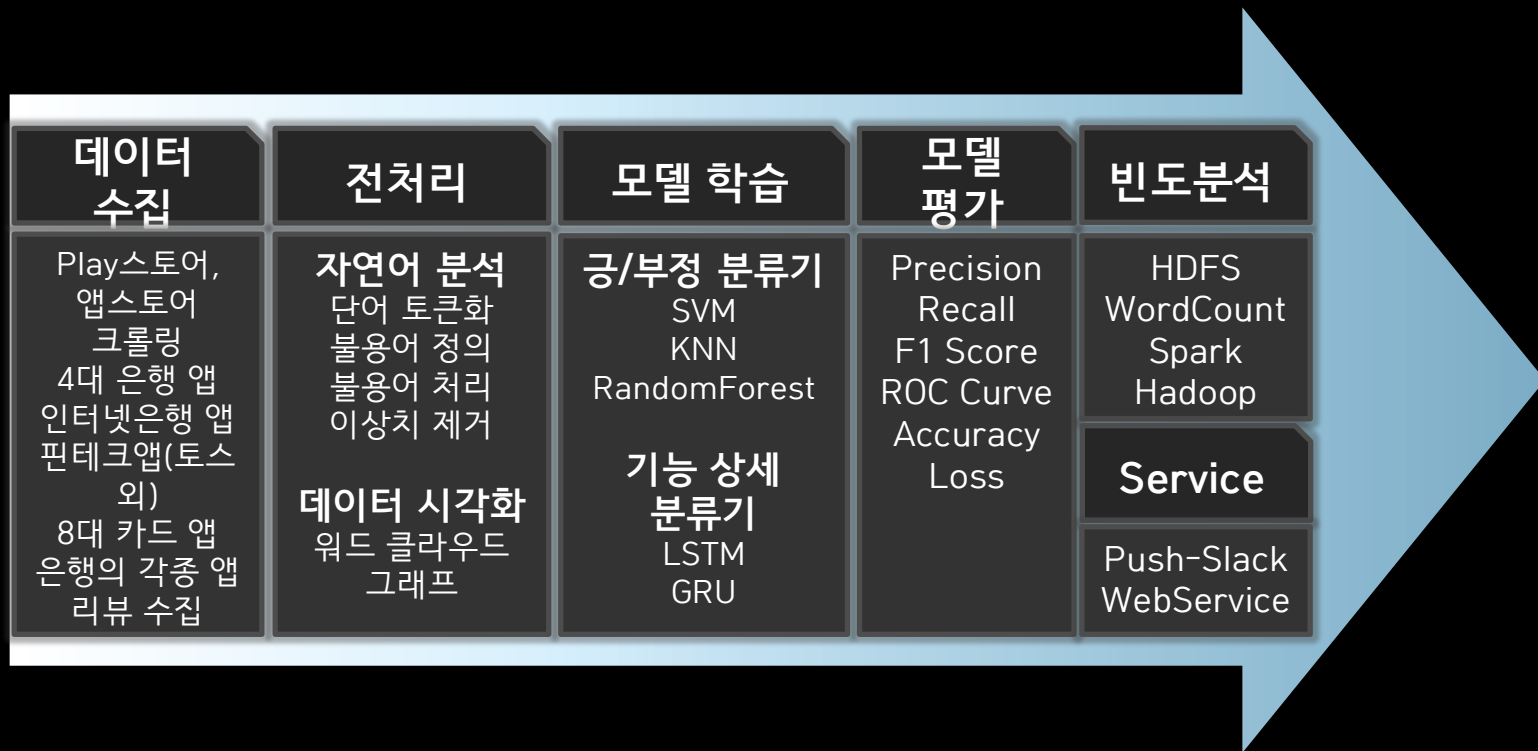 데이터
수집
Play스토어,
앱스토어
크롤링
4대 은행 앱
인터넷은행 앱
핀테크앱(토스
외)
8대 카드 앱
은행의 각종 앱
리뷰 수집
전처리
자연어 분석
단어 토큰화
불용어 정의
불용어 처리
이상치 제거
데이터 시각화
워드 클라우드
그래프
모델 학습
긍/부정 분류기
SVM
KNN
RandomForest
기능 상세
분류기
LSTM
GRU
모델
평가
Precision
Recall
F1 Score
ROC Curve
Accuracy
Loss
빈도분석
HDFS
WordCount
Spark
Hadoop
Service
Push-Slack
WebService